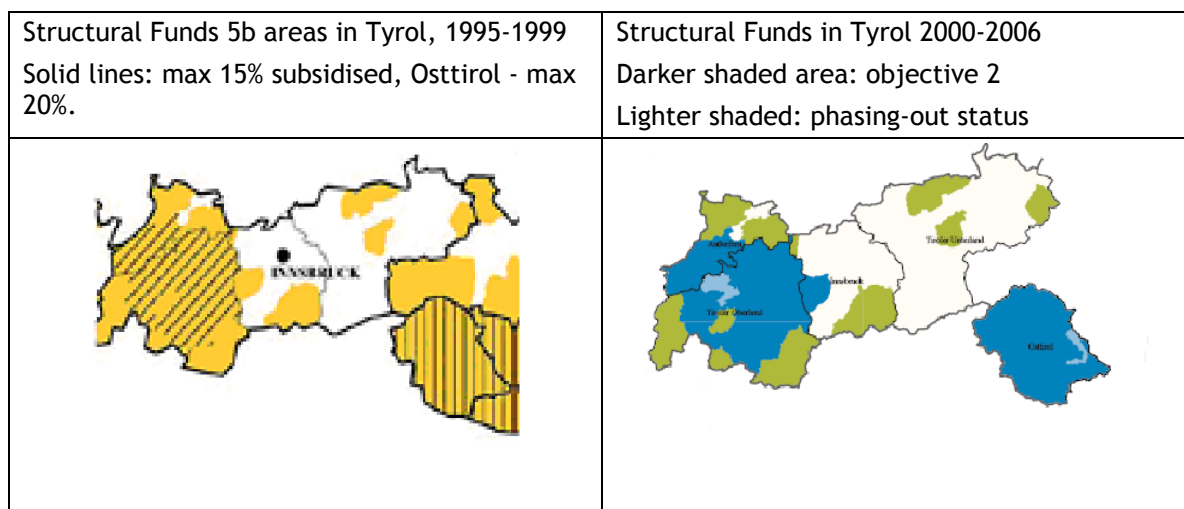 Structural Funds 5b areas in Tyrol, 1995-1999
Solid lines: max 15% subsidised, Osttirol - max
20%.
Structural Funds in Tyrol 2000-2006
Darker shaded area: objective 2
Lighter shaded: phasing-out status
INNSBRUCK
Tiroler Unterland
Innsbruck
Tiroler Oberland
Osttirol